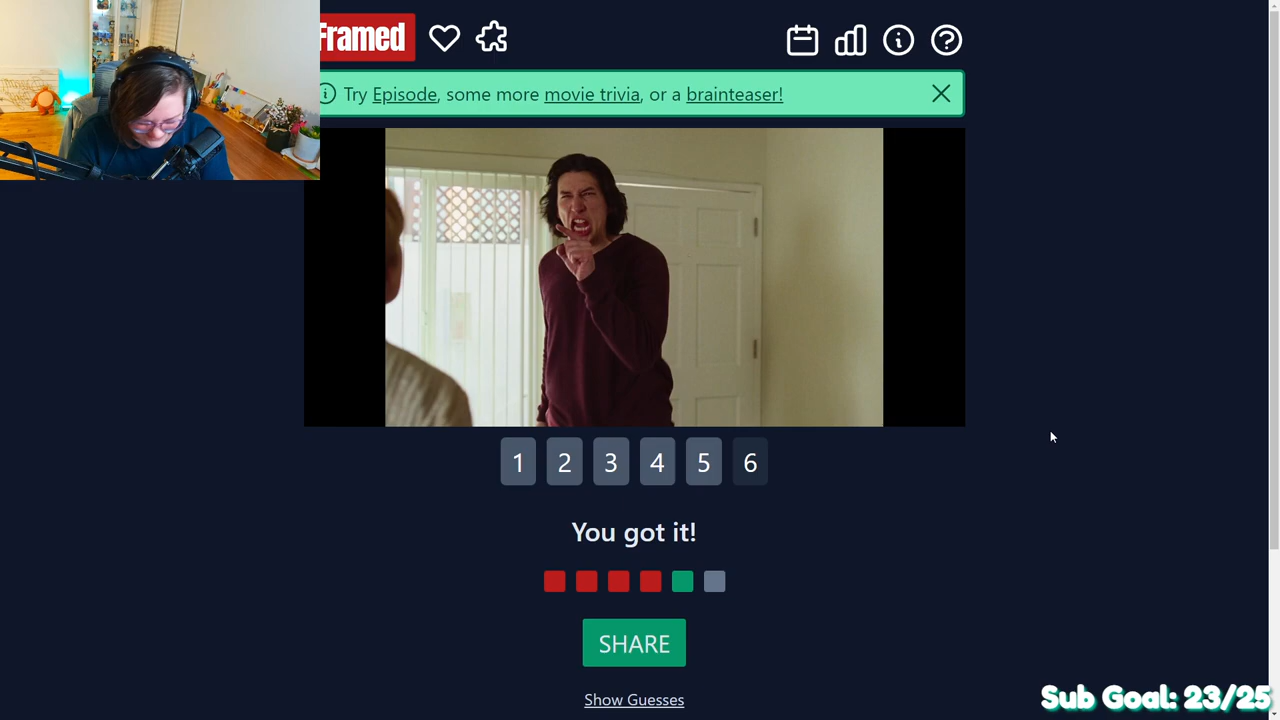 Framed
Try Episode, some more movie trivia, or a brainteaser!
1 2 3 4 5 6
You got it!
SHARE
Show Guesses
Sub Goal: 23/25